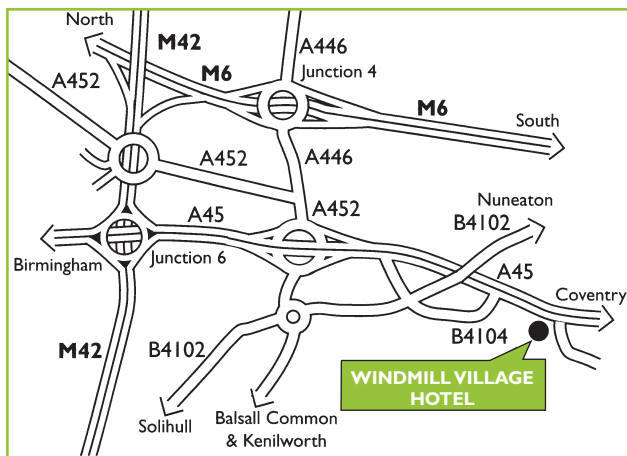 North
M42
A446
Junction 4
A452
M6
M6
South
A452
A446
Nuneaton
B4102
A45
A452
Birmingham
Junction 6
A45
Coventry
M42
B4102
B4104
WINDMILL VILLAGE
HOTEL
Solihull
Balsall Common
& Kenilworth